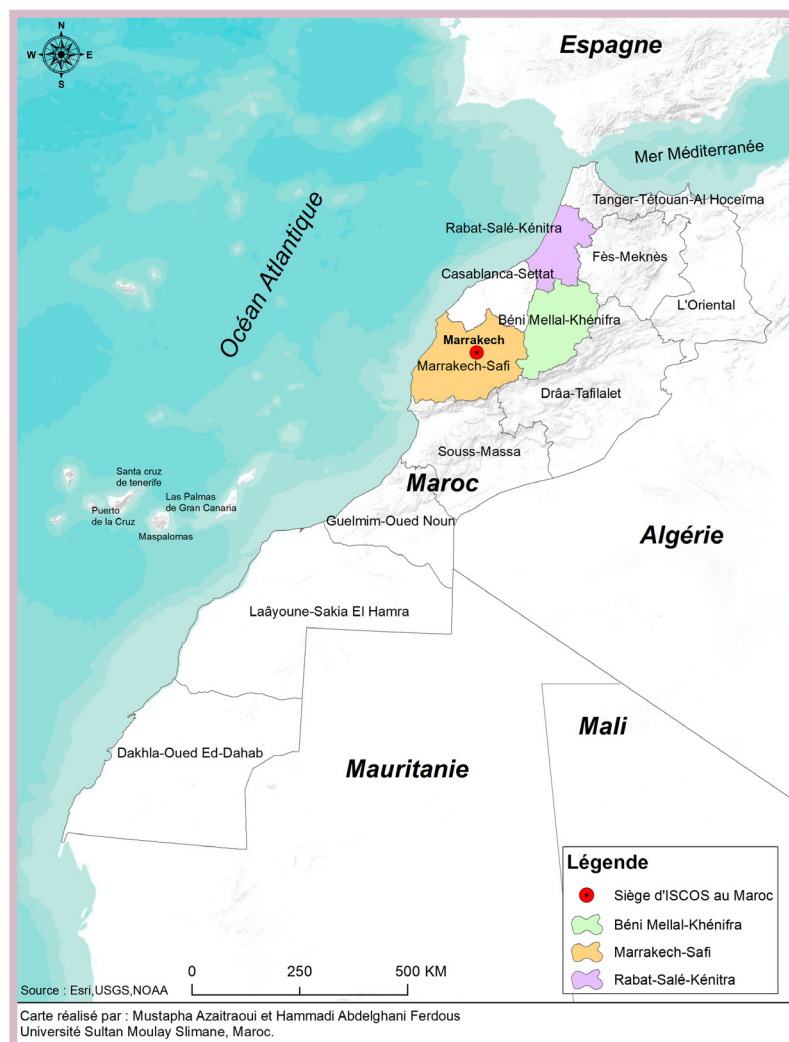 N
W
E
S
Espagne
Mer Méditerranée
Océan Atlantique
Tanger-Tétouan-Al Hoceïma
Rabat-Salé-Kénitra
Fès-Meknès
Casablanca-Settat
L'Oriental
Béni Mellal-Khénifra
Marrakech
Marrakech-Safi
Drâa-Tafilalet
Souss-Massa
Maroc
Santa cruz
de tenerife
Las Palmas
de Gran Canaria
Puerto
de la Cruz
Maspalomas
Guelmim-Oued Noun
Algérie
Laâyoune-Sakia El Hamra
Mali
Dakhla-Oued Ed-Dahab
Mauritanie
Légende
Siège d'ISCOS au Maroc
Béni Mellal-Khénifra
Marrakech-Safi
Rabat-Salé-Kénitra
0 250 500 KM
Source : Esri,USGS,NOAA
Carte réalisé par : Mustapha Azaitraoui et Hammadi Abdelghani Ferdous
Université Sultan Moulay Slimane, Maroc.